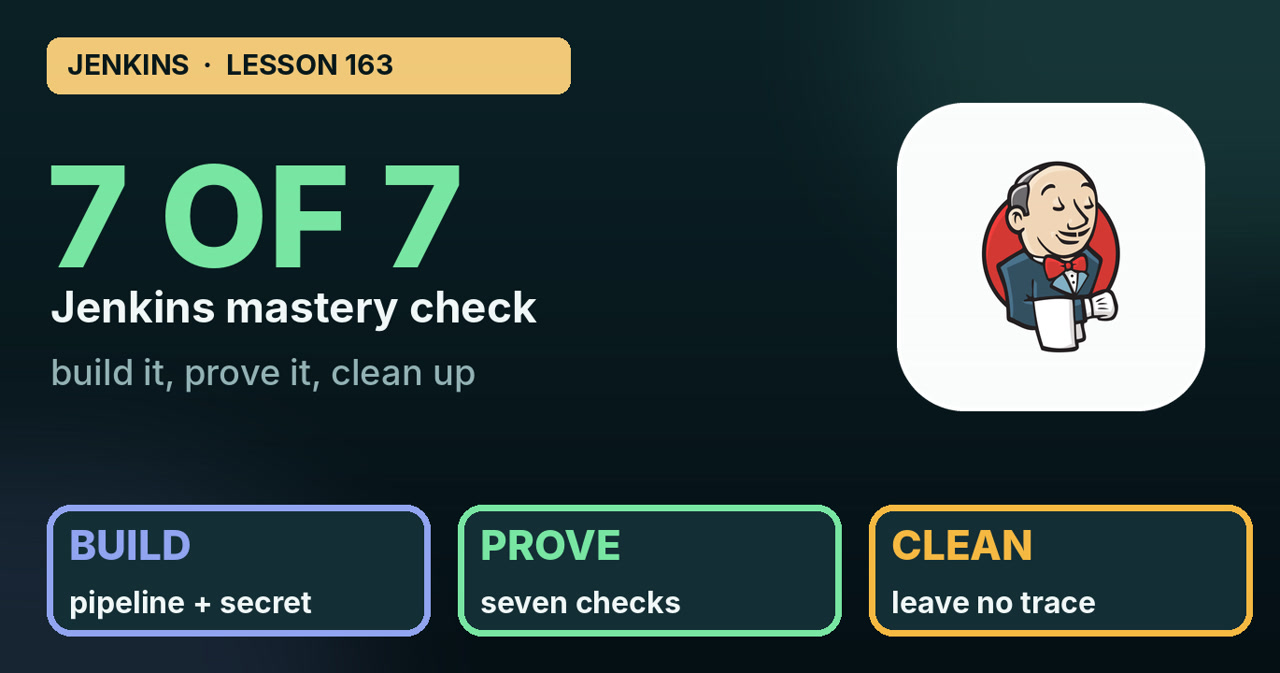 JENKINS · LESSON 163
7 OF 7
Jenkins mastery check
build it, prove it, clean up
BUILD
pipeline + secret
PROVE
seven checks
CLEAN
leave no trace